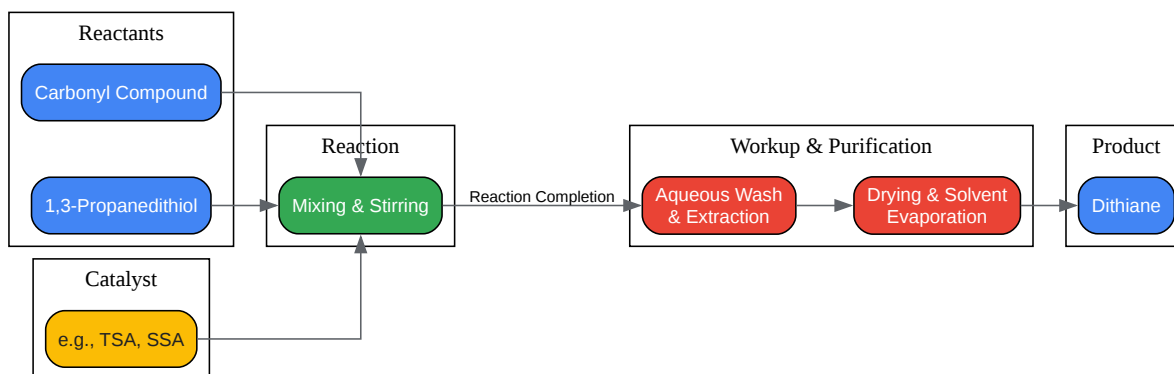 Reactants
Carbonyl Compound
1,3-Propanedithiol
Catalyst
e.g., TSA, SSA
Reaction
Mixing & Stirring
Reaction Completion
Workup & Purification
Aqueous Wash
& Extraction
Drying & Solvent
Evaporation
Product
Dithiane